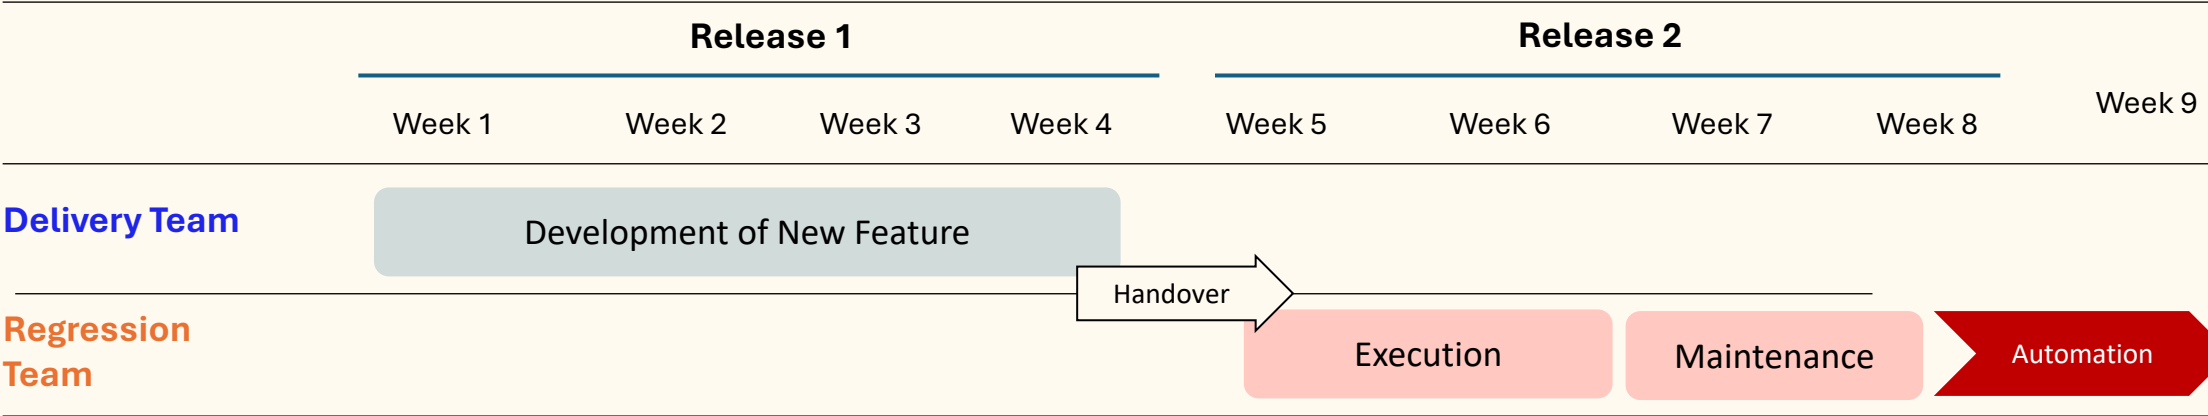 Release 1
Release 2
Week 1
Week 2
Week 3
Week 4
Week 5
Week 6
Week 7
Week 8
Week 9
Delivery Team
Development of New Feature
Handover
Regression
Team
Execution
Maintenance
Automation